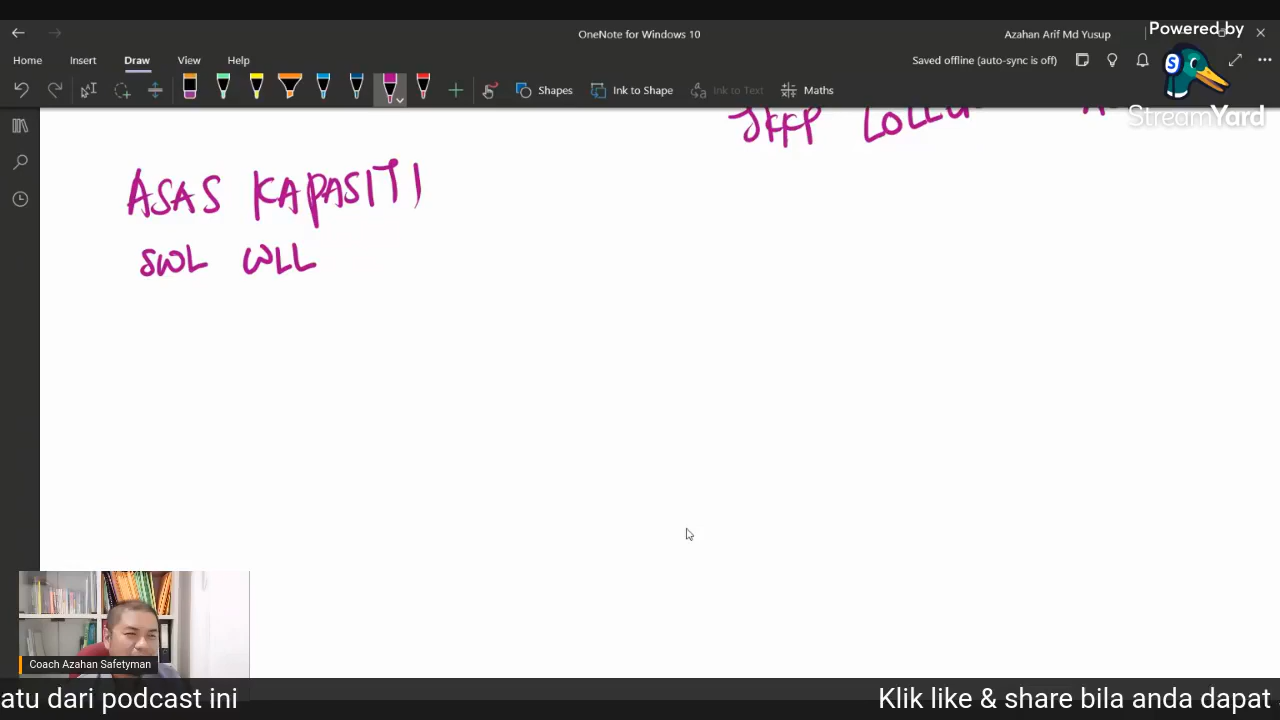 Powered by
OneNote for Windows 10
Azahan Arif Md Yusup
Home Insert Draw View Help
Saved offline (auto-sync is off)
Shapes Ink to Shape Ink to Text Maths
StreamYard
ASAS KAPASITI
SWL WLL
Coach Azahan Safetyman
atu dari podcast ini
Klik like & share bila anda dapat